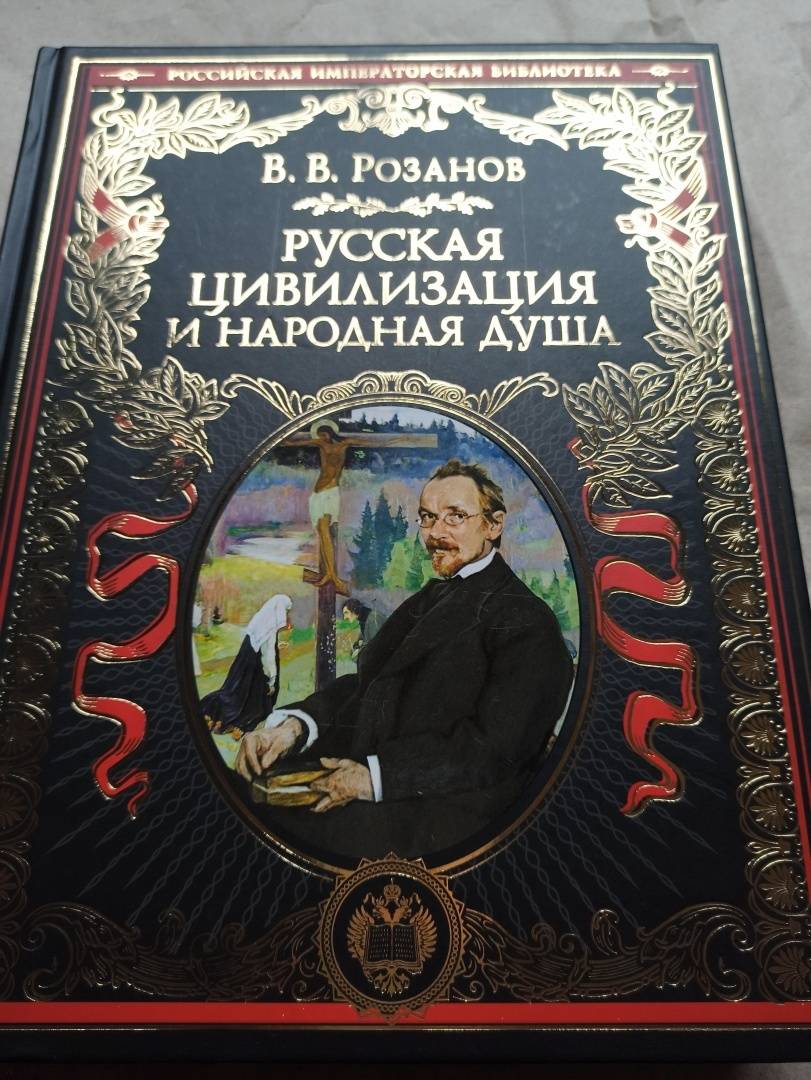 РОССИЙСКАЯ ИМПЕРАТОРСКАЯ БИБЛИОТЕКА
В. В. РОЗАНОВ
РУССКАЯ
ЦИВИЛИЗАЦИЯ
И НАРОДНАЯ ДУША